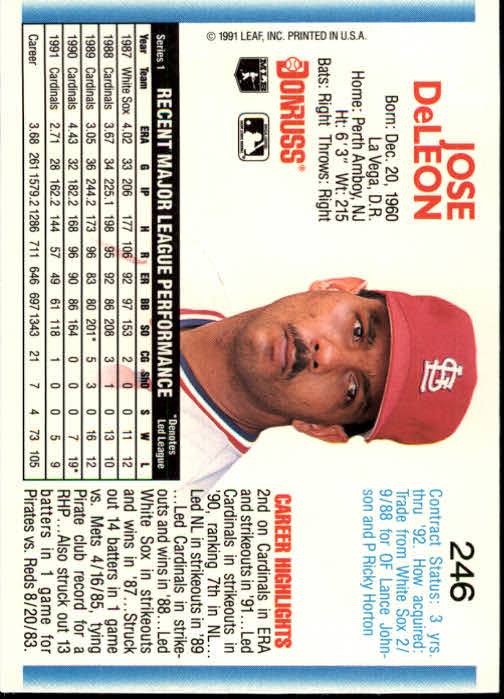 246
JOSE
DeLEON
Born: Dec. 20, 1960
La Vega, D.R.
Home: Perth Amboy, NJ
Ht: 6'3" Wt: 215
Bats: Right Throws: Right
DONRUSS®
© 1991 LEAF, INC. PRINTED IN U.S.A.
StL
Contract Status: 3 yrs.
thru '92. How acquired:
Trade from White Sox 2/
9/88 for OF Lance John-
son and P Ricky Horton
CAREER HIGHLIGHTS
2nd on Cardinals in ERA
and strikeouts in '91...Led
Cardinals in strikeouts in
'90, ranking 7th in NL...
Led NL in strikeouts in '89
...Led Cardinals in strike-
outs and wins in '88...Led
White Sox in strikeouts
and wins in '87...Struck
out 14 batters in 1 game
vs. Mets 4/16/85, tying
Pirate club record for a
RHP...Also struck out 13
batters in 1 game for
Pirates vs. Reds 8/20/83.
Series 1 RECENT MAJOR LEAGUE PERFORMANCE *Denotes
Led League
Year Team ERA G IP H R ER BB SO CG ShO S W L
1987 White Sox 4.02 33 206 177 106 92 97 153 2 0 0 11 12
1988 Cardinals 3.67 34 225.1 198 95 92 86 208 3 1 0 13 10
1989 Cardinals 3.05 36 244.2 173 96 83 80 201* 5 3 0 16 12
1990 Cardinals 4.43 32 182.2 168 96 90 86 164 0 0 0 7 19*
1991 Cardinals 2.71 28 162.2 144 57 49 61 118 1 0 0 5 9
Career 3.68 261 1579.2 1286 711 646 697 1343 21 7 4 73 105